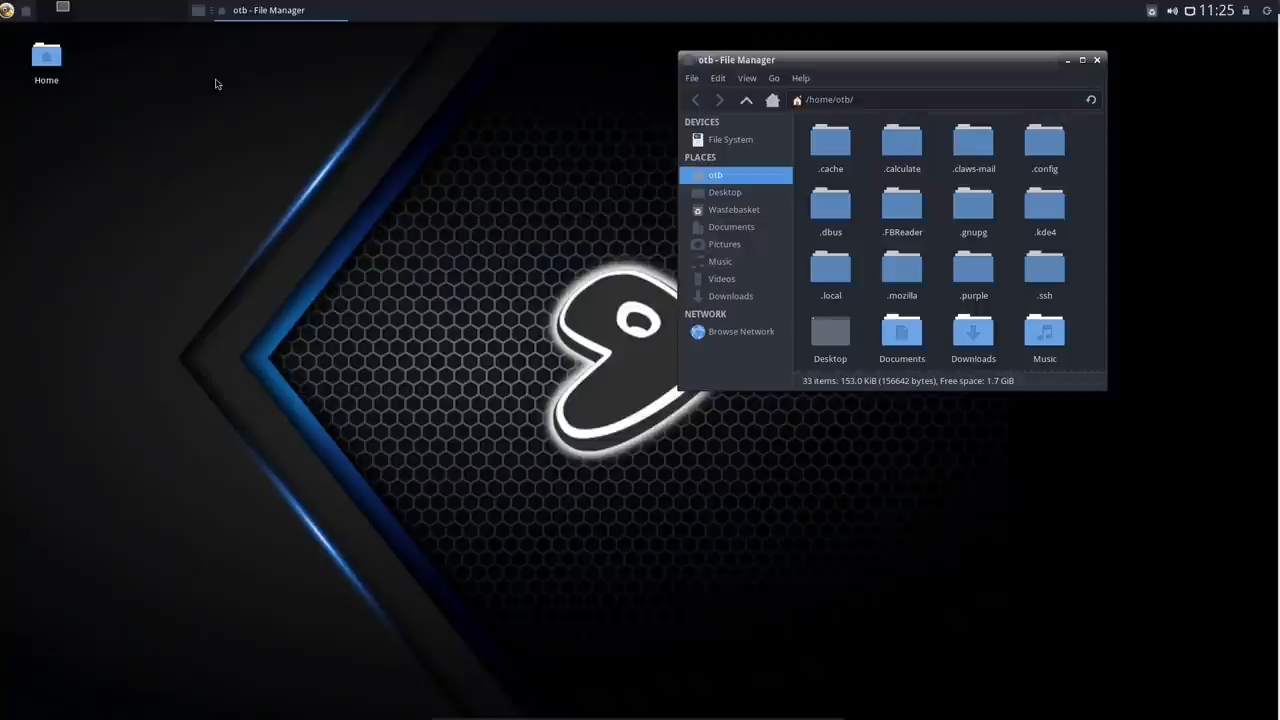 otb - File Manager
11:25
Home
otb - File Manager
File Edit View Go Help
/home/otb/
DEVICES
File System
PLACES
otb
Desktop
Wastebasket
Documents
Pictures
Music
Videos
Downloads
NETWORK
Browse Network
.cache .calculate .claws-mail .config
.dbus .FBReader .gnupg .kde4
.local .mozilla .purple .ssh
Desktop Documents Downloads Music
33 items: 153.0 KiB (156642 bytes), Free space: 1.7 GiB